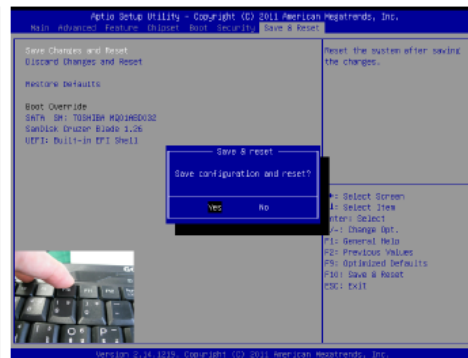 Aptio Setup Utility - Copyright (C) 2011 American Megatrends, Inc.
Main Advanced Feature Chipset Boot Security Save & Reset
Save Changes and Reset
Discard Changes and Reset
Restore Defaults
Boot Override
SATA SM: TOSHIBA
SanDisk Cruzer Blade 1.26
UEFI: Built-in EFI Shell
Reset the system after saving
the changes.
Save & reset
Save configuration and reset?
Yes No
: Select Screen
: Select Item
Enter: Select
+/-: Change Opt.
F1: General Help
F2: Previous Values
F9: Optimized Defaults
F10: Save & Reset
ESC: Exit
Version 2.14.1219. Copyright (C) 2011 American Megatrends, Inc.